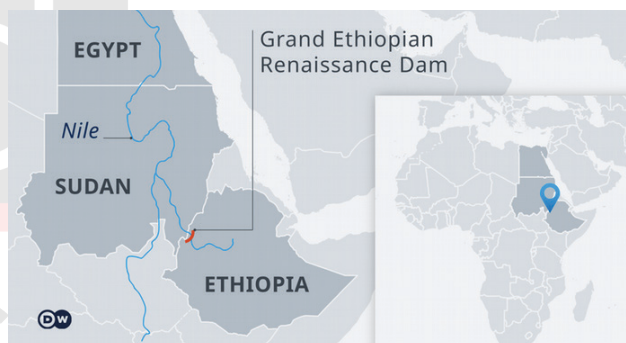 EGYPT
Grand Ethiopian
Renaissance Dam
Nile
SUDAN
ETHIOPIA
DW